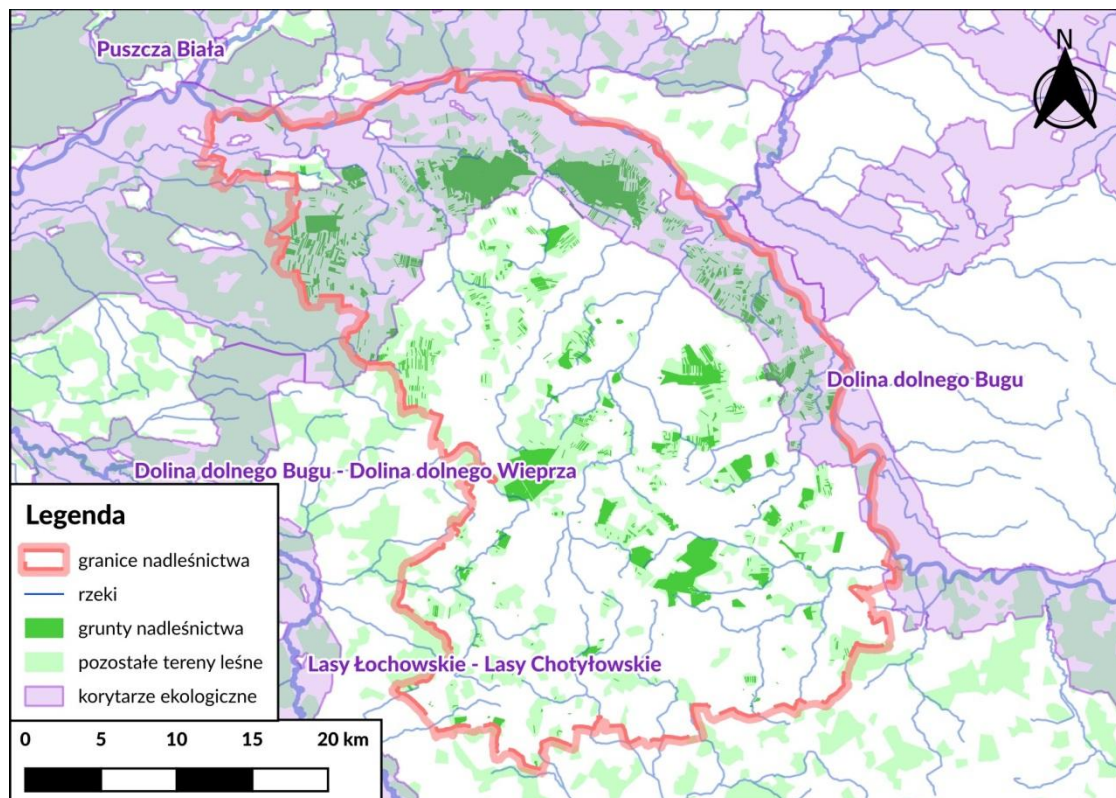 Puszcza Biała
N
Dolina dolnego Bugu
Dolina dolnego Bugu - Dolina dolnego Wieprza
Lasy Łochowskie - Lasy Chotyłowskie
Legenda
granice nadleśnictwa
rzeki
grunty nadleśnictwa
pozostałe tereny leśne
korytarze ekologiczne
0 5 10 15 20 km